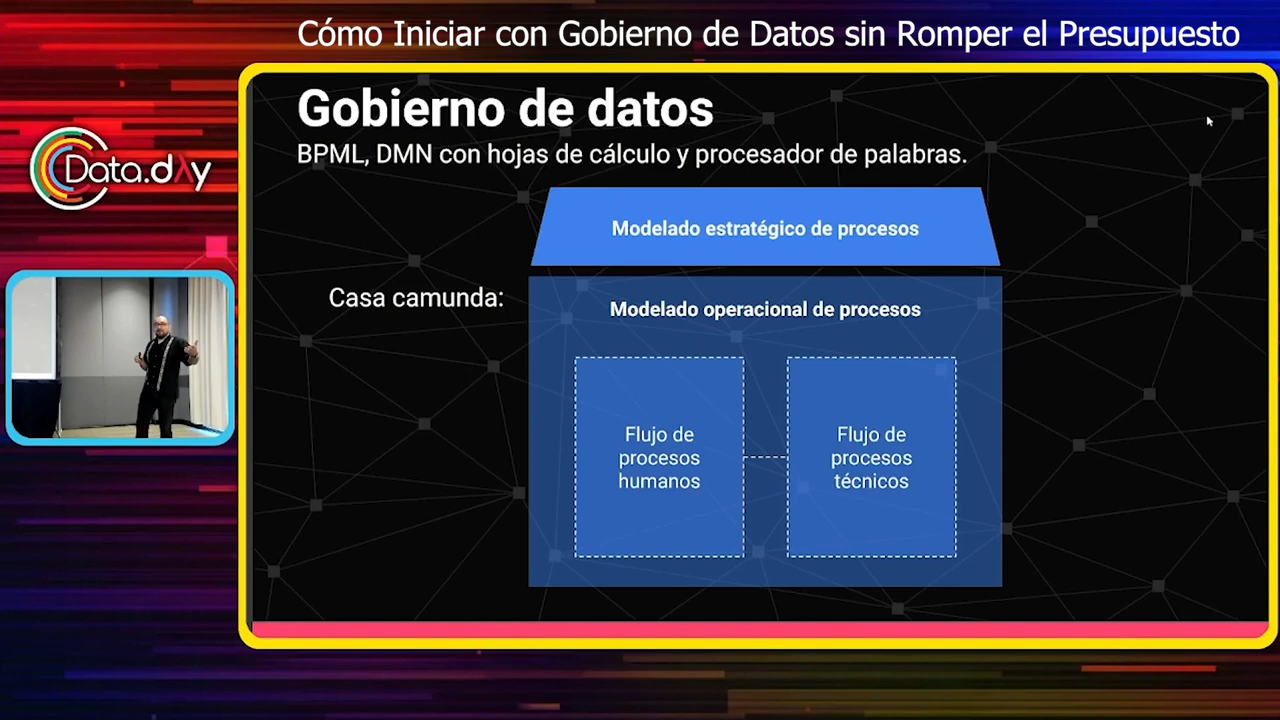 Cómo Iniciar con Gobierno de Datos sin Romper el Presupuesto
Data.dAy
Gobierno de datos
BPML, DMN con hojas de cálculo y procesador de palabras.
Modelado estratégico de procesos
Casa camunda:
Modelado operacional de procesos
Flujo de
procesos
humanos
Flujo de
procesos
técnicos